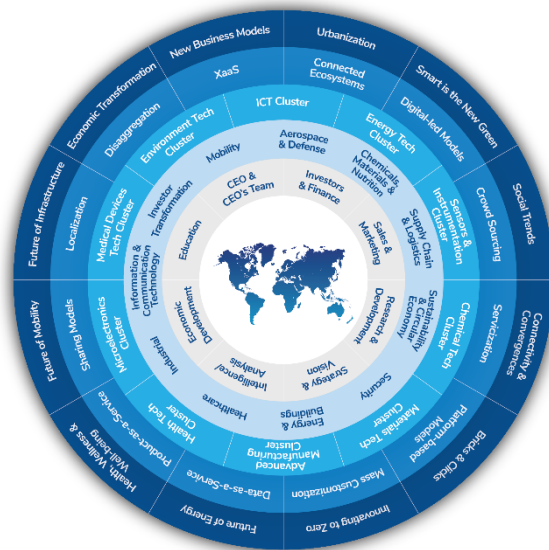 New Business Models
Urbanization
Smart is the New Green
Social Trends
Connectivity &
Convergences
Bricks & Clicks
Innovating to Zero
Future of Energy
Health, Wellness &
Well-being
Future of Mobility
Future of Infrastructure
Economic Transformation
XaaS
Connected
Ecosystems
Digital-led Models
Crowd Sourcing
Servicization
Platform-based
Models
Mass Customization
Data-as-a-Service
Product-as-a-Service
Sharing Models
Localization
Disaggregation
ICT Cluster
Energy Tech
Cluster
Sensors &
Instrumentation
Cluster
Chemical Tech
Cluster
Materials Tech
Cluster
Advanced
Manufacturing
Cluster
Health Tech
Cluster
Microelectronics
Cluster
Medical Devices
Tech Cluster
Environment Tech
Cluster
Mobility
Aerospace
& Defense
Chemicals,
Materials &
Nutrition
Supply Chain
& Logistics
Sustainability
& Circular
Economy
Security
Energy &
Buildings
Healthcare
Industrial
Information &
Communication
Technology
Investor
Transformation
CEO &
CEO's Team
Investors
& Finance
Sales &
Marketing
Research &
Development
Strategy &
Vision
Intelligence/
Analysis
Economic
Development
Education